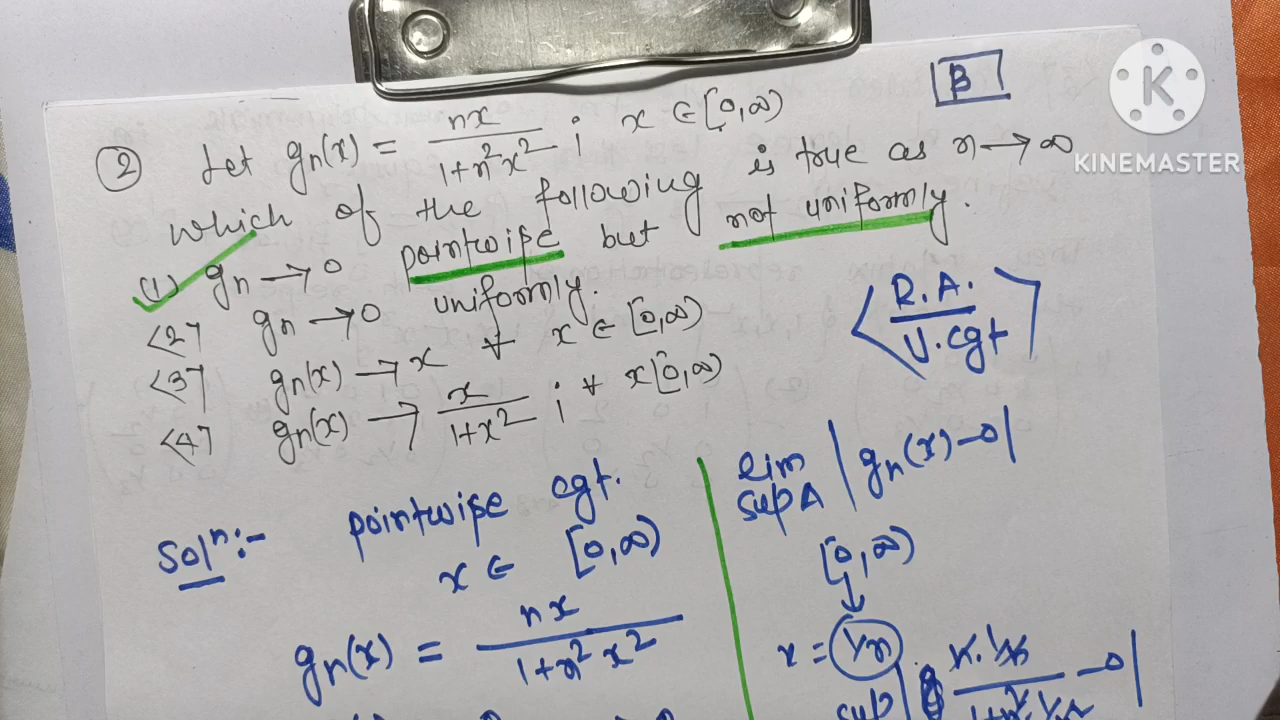 B
K
KINEMASTER
② Let gn(x) = nx / 1+n²x² ; x ∈ [0,∞)
which of the following is true as n → ∞
(1) gn → 0 pointwise but not uniformly.
<2> gn → 0 uniformly.
<3> gn(x) → x ∀ x ∈ [0,∞)
<4> gn(x) → x / 1+x² ; ∀ x[0,∞)
R.A.
U.cgt
Solⁿ:- pointwise cgt.
x ∈ [0,∞)
gn(x) = nx / 1+n²x²
lim
sup |gn(x)-0|
[0,∞)
↓
x = 1/n
sup